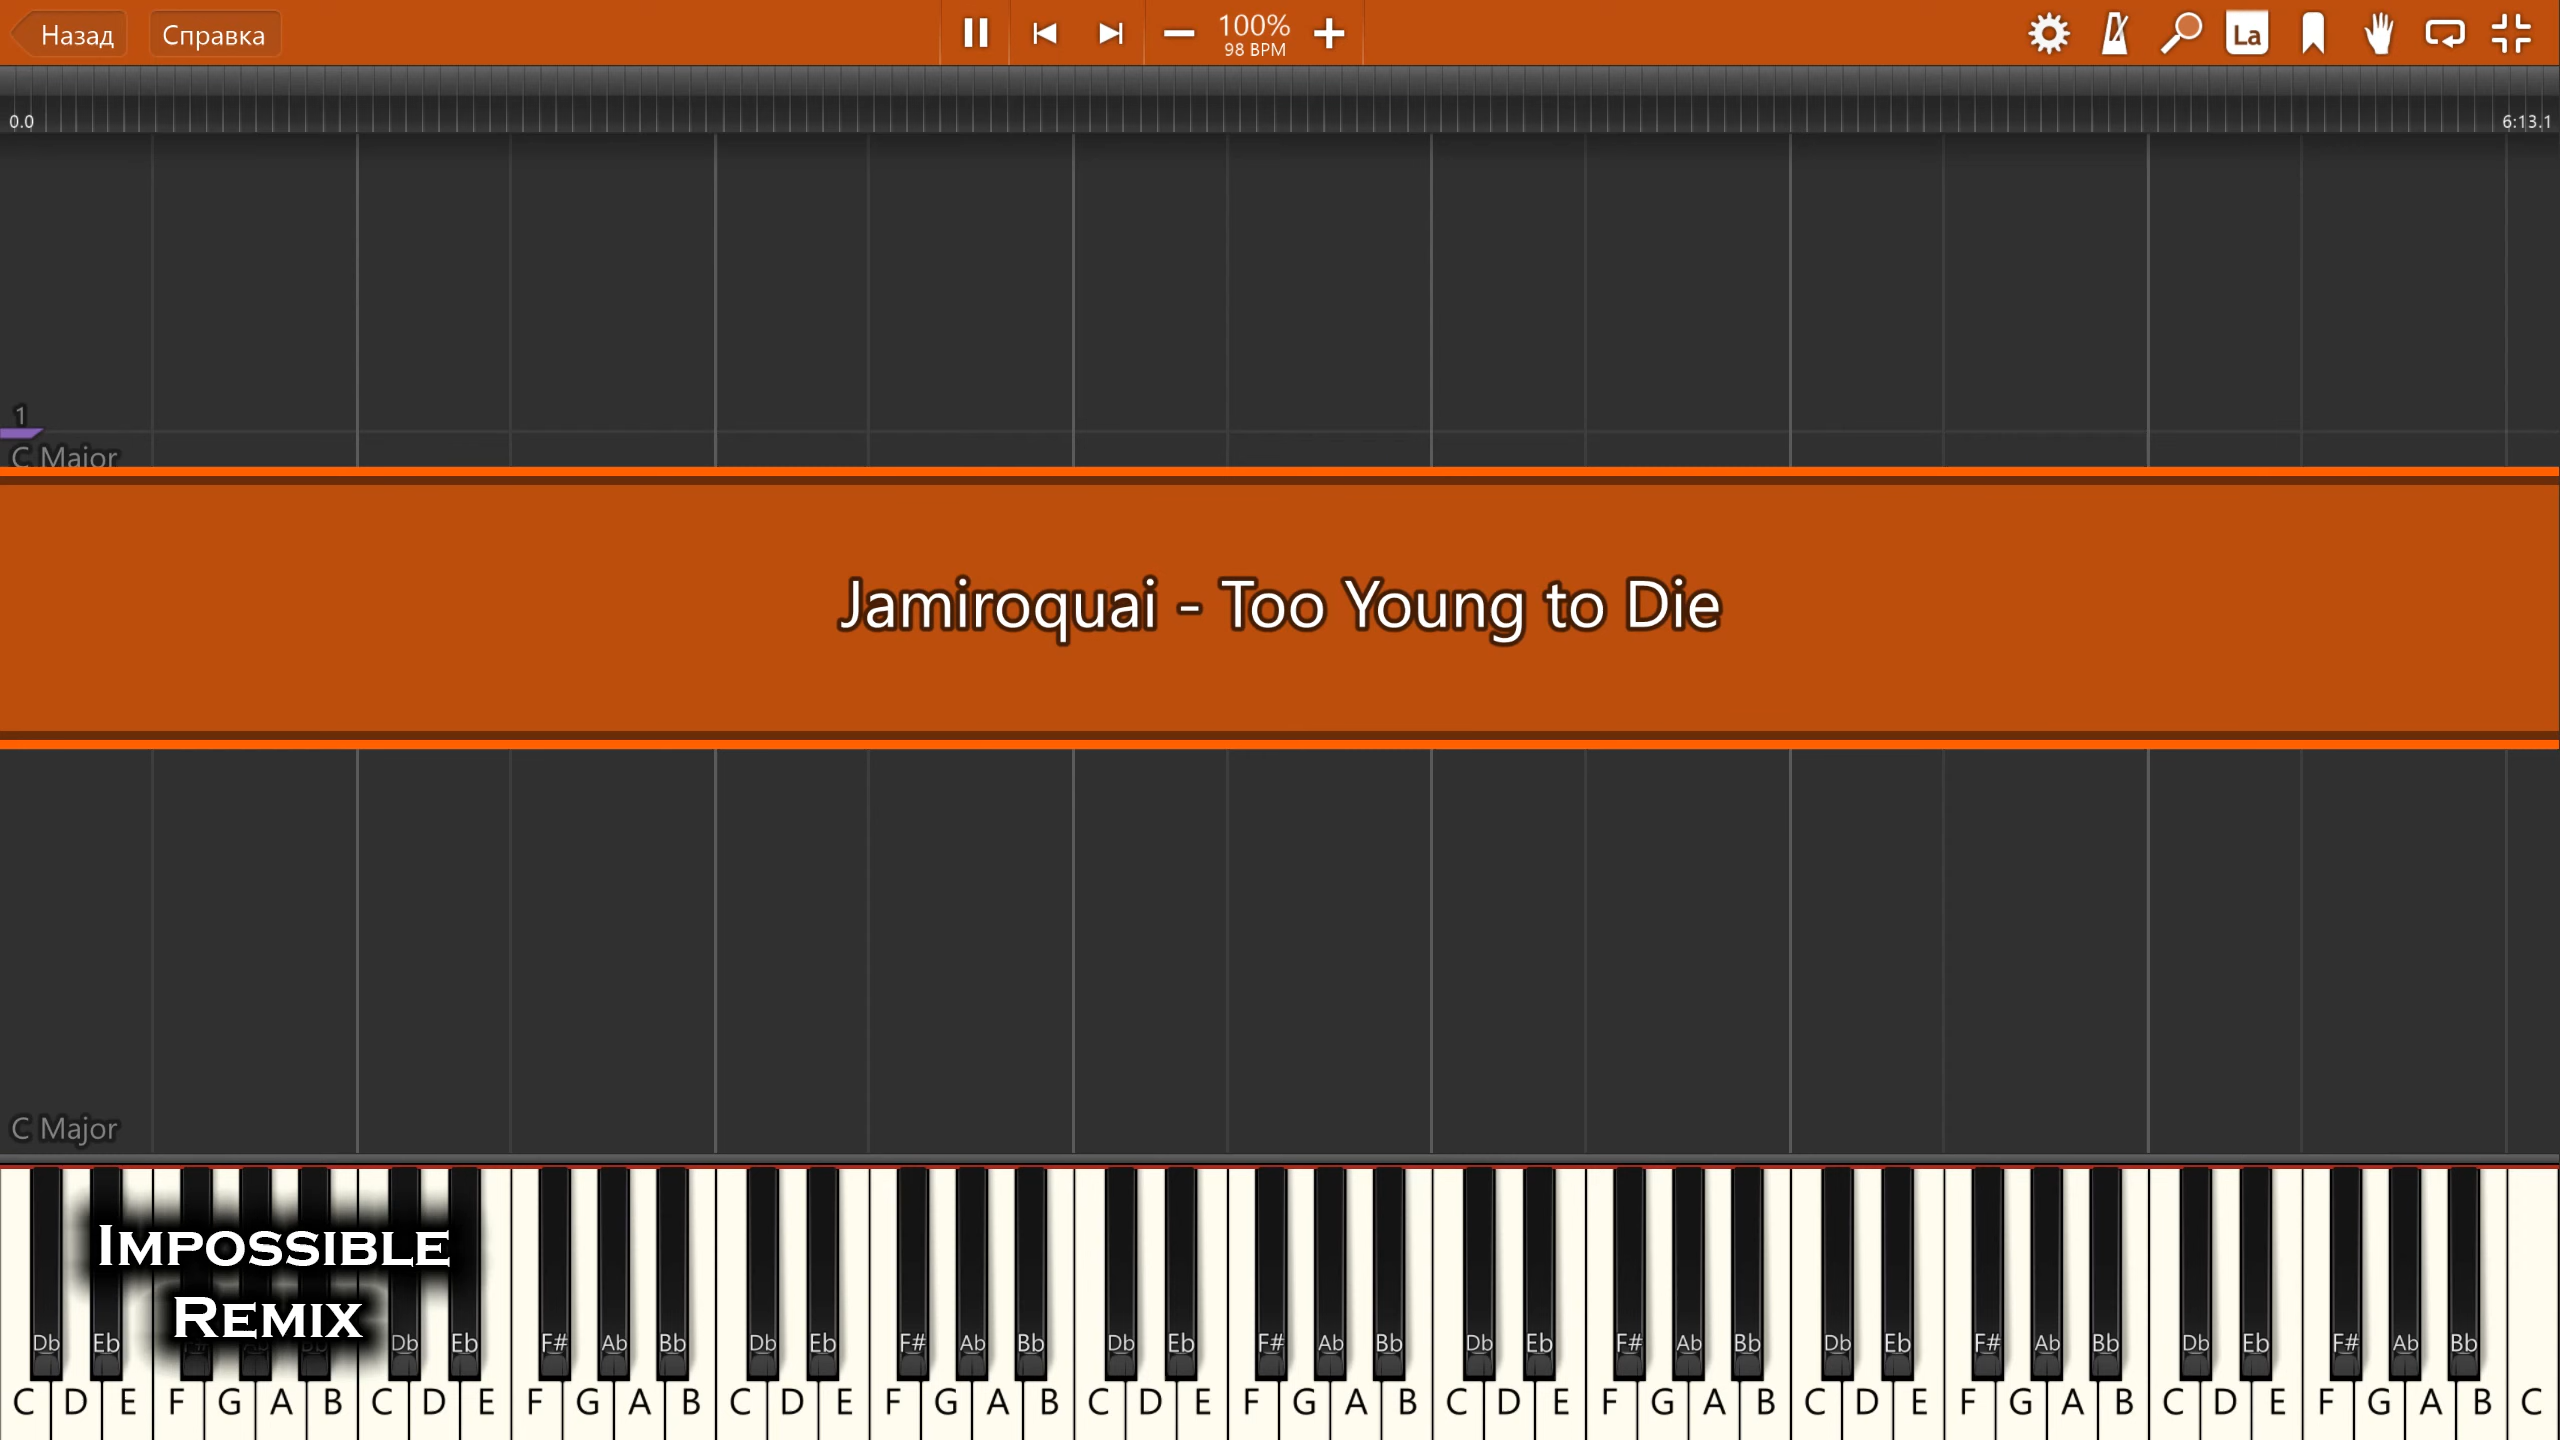 Назад Справка 100% La
98 BPM
0.0 6:13.1
1
C Major
Jamiroquai - Too Young to Die
C Major
Impossible
Remix
Db Eb Db Eb F# Ab Bb Db Eb F# Ab Bb Db Eb F# Ab Bb Db Eb F# Ab Bb Db Eb F# Ab Bb Db Eb F# Ab Bb
C D E F G A B C D E F G A B C D E F G A B C D E F G A B C D E F G A B C D E F G A B C D E F G A B C